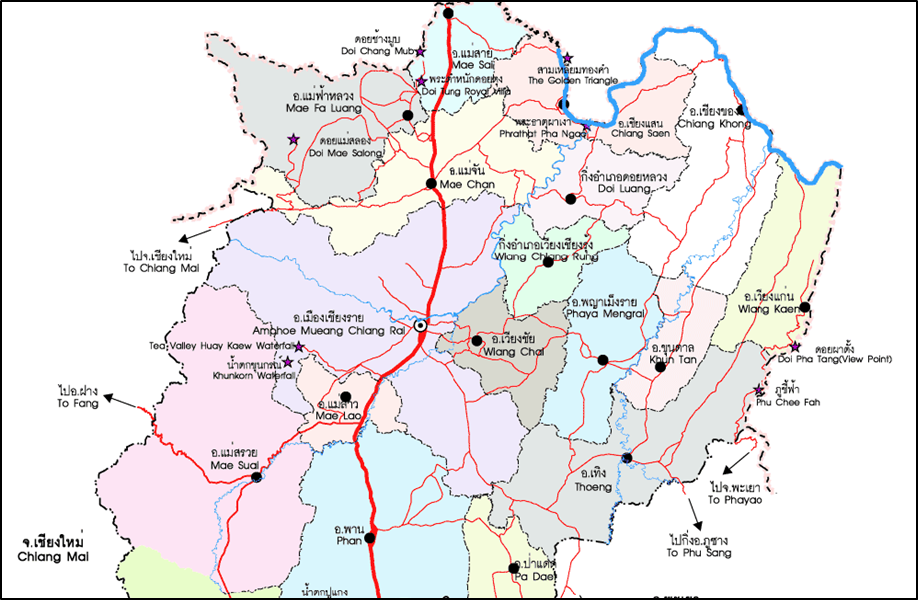 ดอยช้างมูบ
Doi Chang Mub
อ.แม่สาย
Mae Sai
พระตำหนักดอยตุง
Doi Tung Royal Villa
สามเหลี่ยมทองคำ
The Golden Triangle
อ.แม่ฟ้าหลวง
Mae Fa Luang
พระธาตุผาเงา
Phrathat Pha Ngao
อ.เชียงแสน
Chiang Saen
อ.เชียงของ
Chiang Khong
ดอยแม่สลอง
Doi Mae Salong
อ.แม่จัน
Mae Chan
กิ่งอำเภอดอยหลวง
Doi Luang
ไปจ.เชียงใหม่
To Chiang Mai
กิ่งอำเภอเวียงเชียงรุ้ง
Wiang Chiang Rung
อ.พญาเม็งราย
Phaya Mengrai
อ.เวียงแก่น
Wiang Kaen
อ.เมืองเชียงราย
Amphoe Mueang Chiang Rai
อ.เวียงชัย
Wiang Chai
อ.ขุนตาล
Khun Tan
Tea Valley Huay Kaew Waterfall
น้ำตกขุนกรณ์
Khunkorn Waterfall
ดอยผาตั้ง
Doi Pha Tang(View Point)
ภูชี้ฟ้า
Phu Chee Fah
ไปอ.ฝาง
To Fang
อ.แม่ลาว
Mae Lao
อ.แม่สรวย
Mae Suai
อ.เทิง
Thoeng
ไปจ.พะเยา
To Phayao
ไปกิ่งอ.ภูซาง
To Phu Sang
จ.เชียงใหม่
Chiang Mai
อ.พาน
Phan
อ.ป่าแดด
Pa Daet
น้ำตกปูแกง